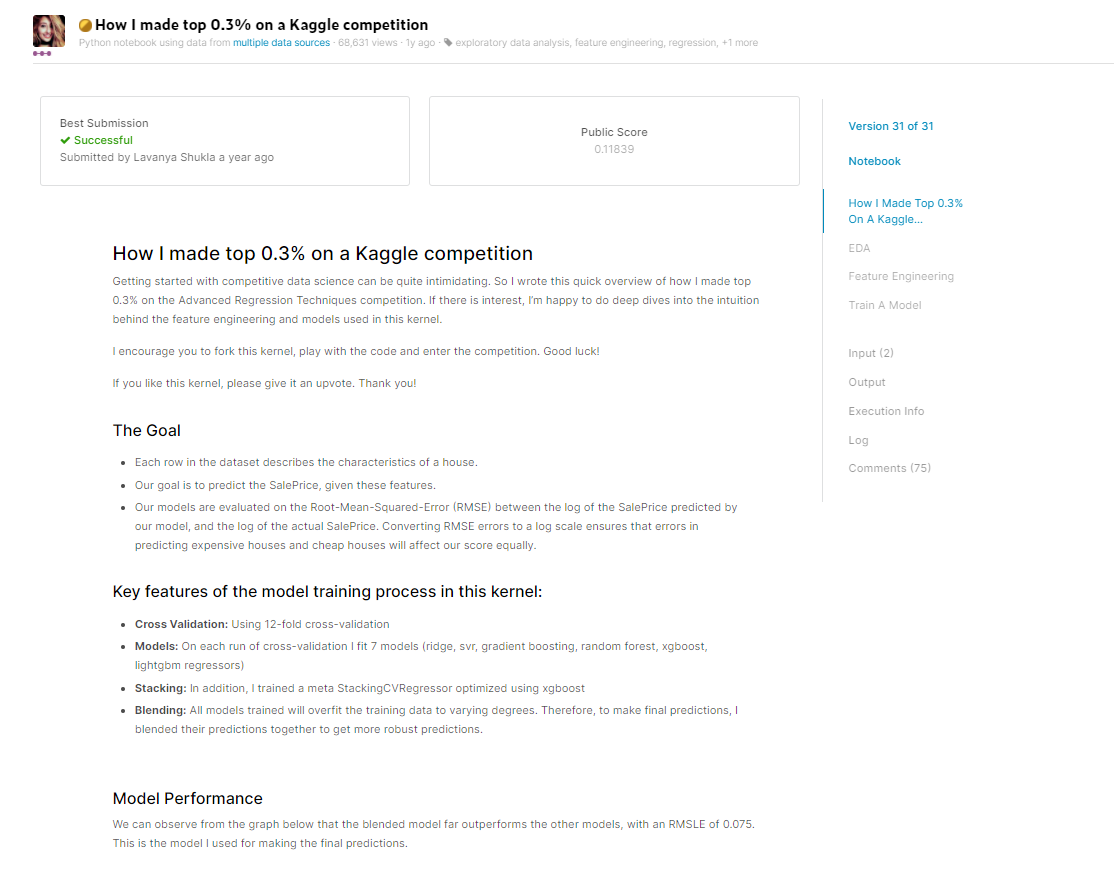 How I made top 0.3% on a Kaggle competition
Python notebook using data from multiple data sources · 68,631 views · 1y ago · exploratory data analysis, feature engineering, regression, +1 more
Best Submission
✔ Successful
Submitted by Lavanya Shukla a year ago
Public Score
0.11839
Version 31 of 31
Notebook
How I Made Top 0.3%
On A Kaggle...
EDA
Feature Engineering
Train A Model
Input (2)
Output
Execution Info
Log
Comments (75)
How I made top 0.3% on a Kaggle competition
Getting started with competitive data science can be quite intimidating. So I wrote this quick overview of how I made top
0.3% on the Advanced Regression Techniques competition. If there is interest, I'm happy to do deep dives into the intuition
behind the feature engineering and models used in this kernel.
I encourage you to fork this kernel, play with the code and enter the competition. Good luck!
If you like this kernel, please give it an upvote. Thank you!
The Goal
• Each row in the dataset describes the characteristics of a house.
• Our goal is to predict the SalePrice, given these features.
• Our models are evaluated on the Root-Mean-Squared-Error (RMSE) between the log of the SalePrice predicted by
our model, and the log of the actual SalePrice. Converting RMSE errors to a log scale ensures that errors in
predicting expensive houses and cheap houses will affect our score equally.
Key features of the model training process in this kernel:
• Cross Validation: Using 12-fold cross-validation
• Models: On each run of cross-validation I fit 7 models (ridge, svr, gradient boosting, random forest, xgboost,
lightgbm regressors)
• Stacking: In addition, I trained a meta StackingCVRegressor optimized using xgboost
• Blending: All models trained will overfit the training data to varying degrees. Therefore, to make final predictions, I
blended their predictions together to get more robust predictions.
Model Performance
We can observe from the graph below that the blended model far outperforms the other models, with an RMSLE of 0.075.
This is the model I used for making the final predictions.